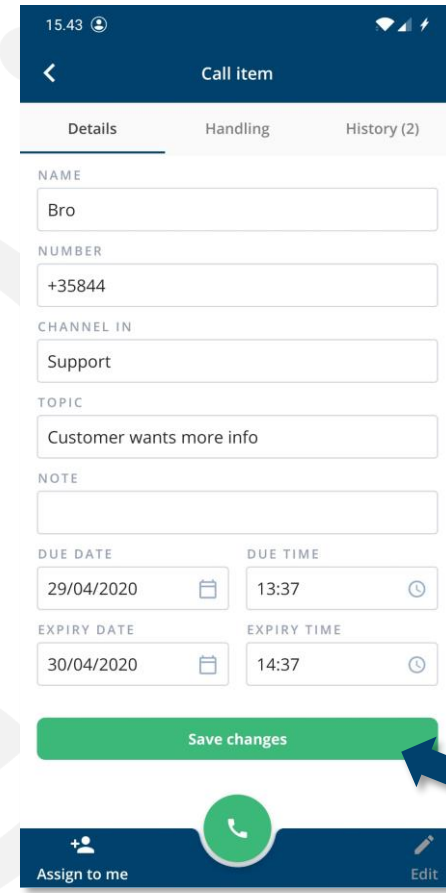 15.43
Call item
Details Handling History (2)
NAME
Bro
NUMBER
+35844
CHANNEL IN
Support
TOPIC
Customer wants more info
NOTE
DUE DATE DUE TIME
29/04/2020 13:37
EXPIRY DATE EXPIRY TIME
30/04/2020 14:37
Save changes
Assign to me Edit